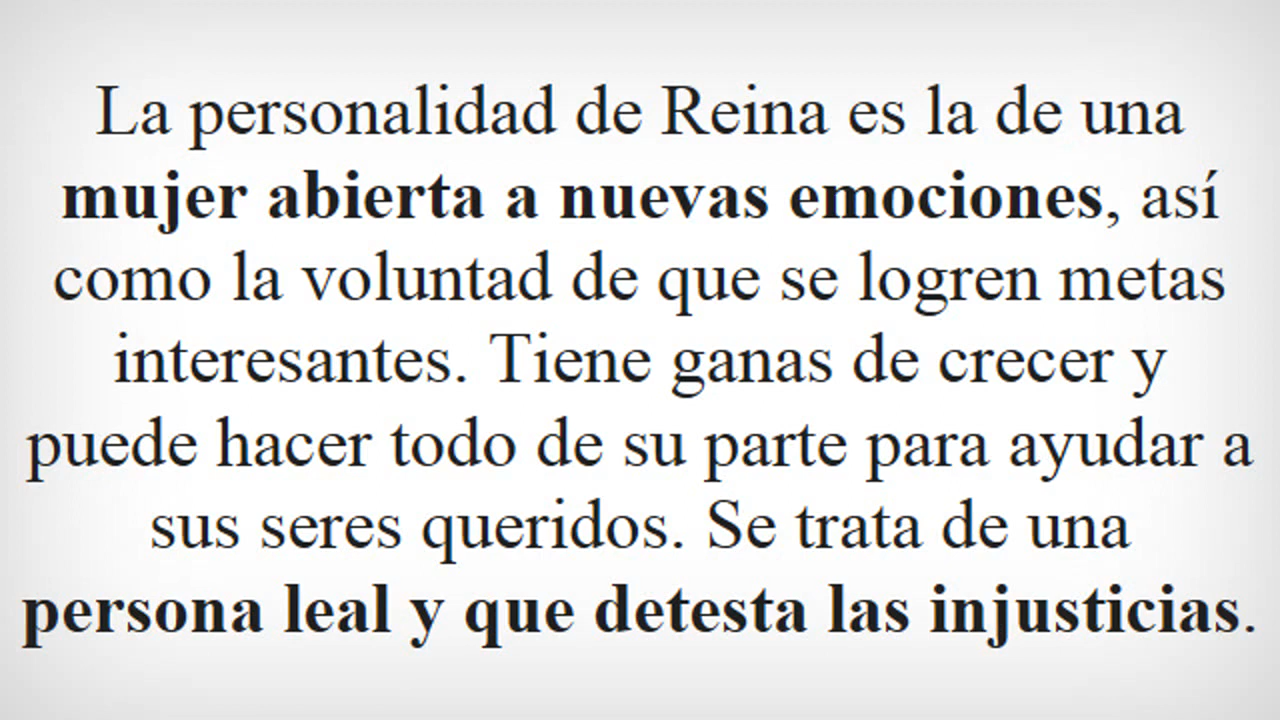 La personalidad de Reina es la de una
mujer abierta a nuevas emociones, así
como la voluntad de que se logren metas
interesantes. Tiene ganas de crecer y
puede hacer todo de su parte para ayudar a
sus seres queridos. Se trata de una
persona leal y que detesta las injusticias.